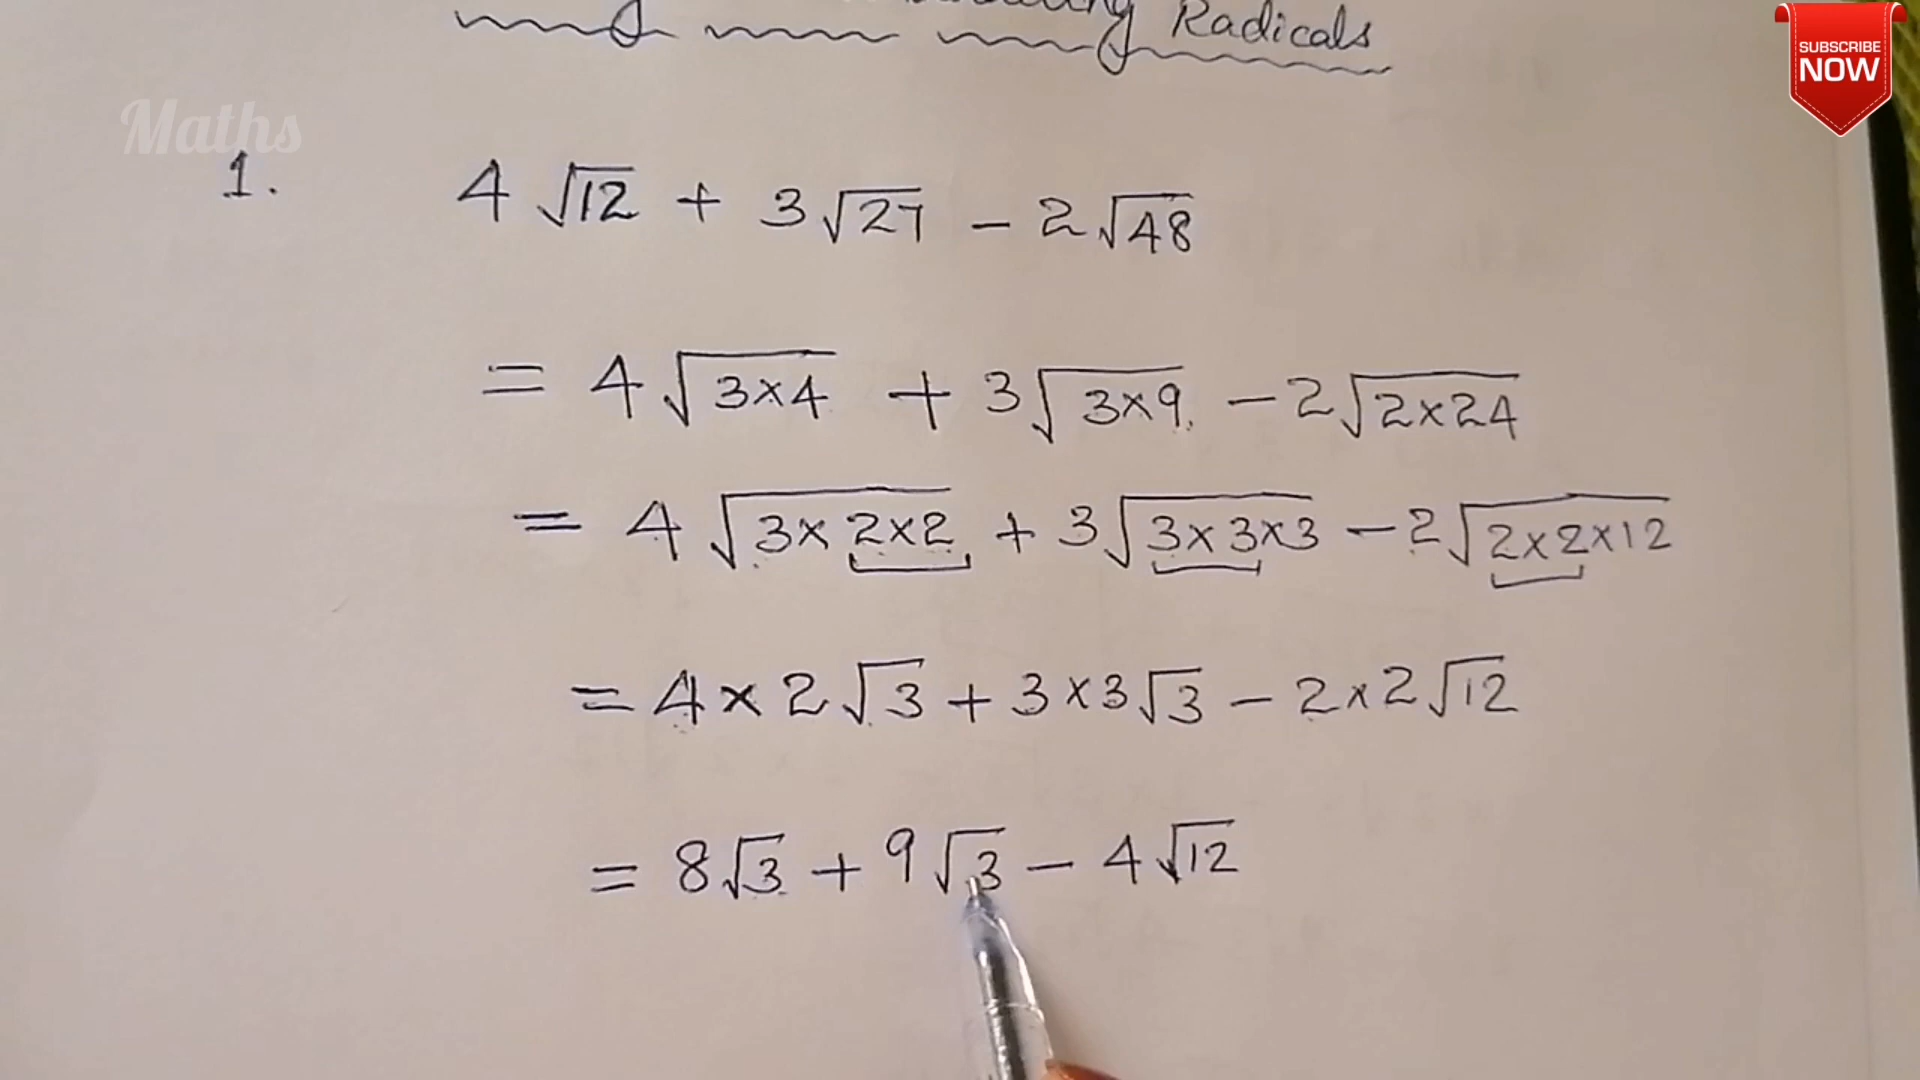 Radicals
SUBSCRIBE
NOW
Maths
1. 4√12 + 3√27 - 2√48
= 4√3×4 + 3√3×9 - 2√2×24
= 4√3×2×2 + 3√3×3×3 - 2√2×2×12
= 4×2√3 + 3×3√3 - 2×2√12
= 8√3 + 9√3 - 4√12